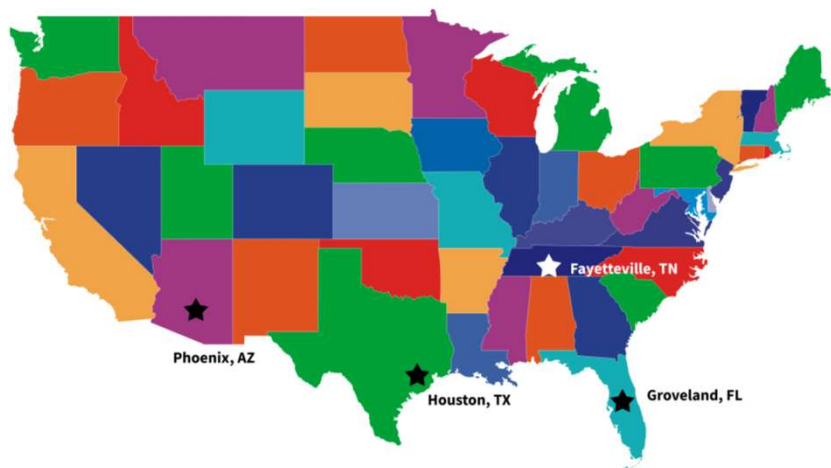 Fayetteville, TN
Phoenix, AZ
Houston, TX
Groveland, FL